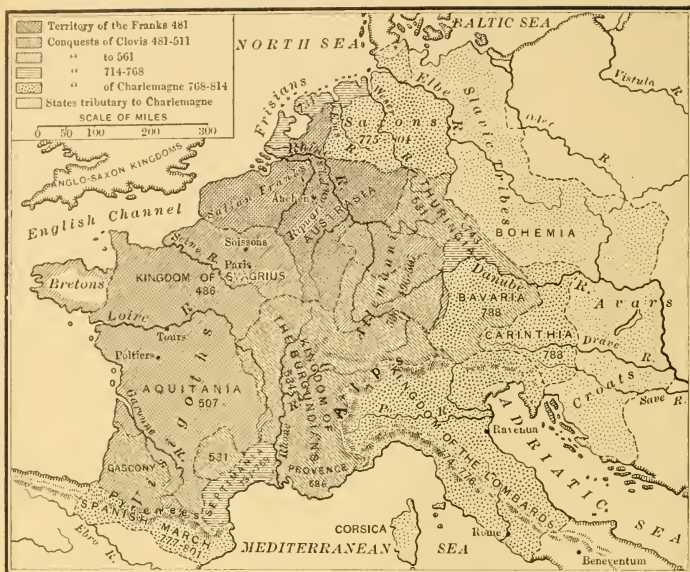 Territory of the Franks 481
Conquests of Clovis 481-511
" to 561
" 714-768
" of Charlemagne 768-814
States tributary to Charlemagne
SCALE OF MILES
0 50 100 200 300
NORTH SEA
BALTIC SEA
Vistula R.
Oder R.
Elbe R.
Slavic Tribes
Frisians
Saxons
775 804
Weser R.
Rhine R.
ANGLO-SAXON KINGDOMS
English Channel
Salian Franks
Aachen
Ripuarian
AUSTRASIA
THURINGIA
531
BOHEMIA
Seine R.
Soissons
Paris
KINGDOM OF SYAGRIUS
486
Bretons
Alemanni
Danube R.
BAVARIA
788
Avars
CARINTHIA
788
Drave R.
Croats
Save R.
Loire R.
Tours
Poitiers
Visigoths
AQUITANIA
507
Garonne R.
531
GASCONY
SEPTIMANIA
THE BURGUNDIANS
KINGDOM OF
Rhône
PROVENCE
Alps
Po R.
KINGDOM OF THE LOMBARDS
Ravenna
ADRIATIC SEA
Pyrenees
SPANISH MARCH
777-801
Ebro R.
CORSICA
MEDITERRANEAN SEA
Rome
Beneventum